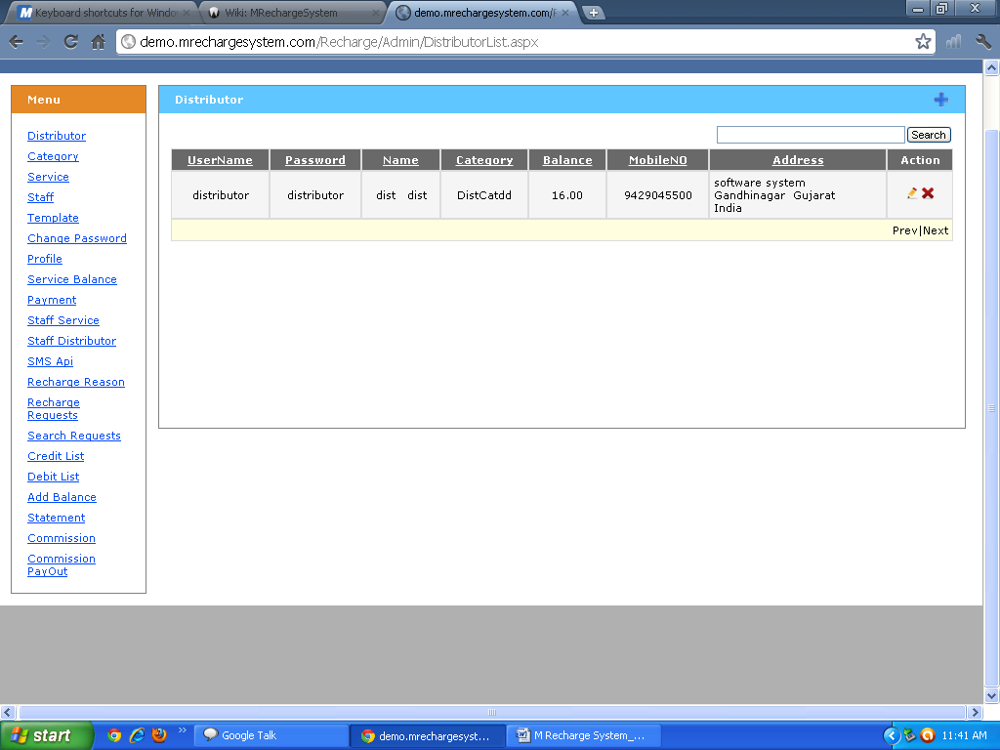 Keyboard shortcuts for Windo
Wiki: MRechargeSystem
demo.mrechargesystem.com/F
demo.mrechargesystem.com/Recharge/Admin/DistributorList.aspx
Menu
Distributor
Category
Service
Staff
Template
Change Password
Profile
Service Balance
Payment
Staff Service
Staff Distributor
SMS Api
Recharge Reason
Recharge
Requests
Search Requests
Credit List
Debit List
Add Balance
Statement
Commission
Commission
PayOut
Distributor
Search
UserName Password Name Category Balance MobileNO Address Action
distributor distributor dist dist DistCatdd 16.00 9429045500
software system
Gandhinagar Gujarat
India
Prev|Next
start
Google Talk
demo.mrechargesyst...
M Recharge System_...
11:41 AM